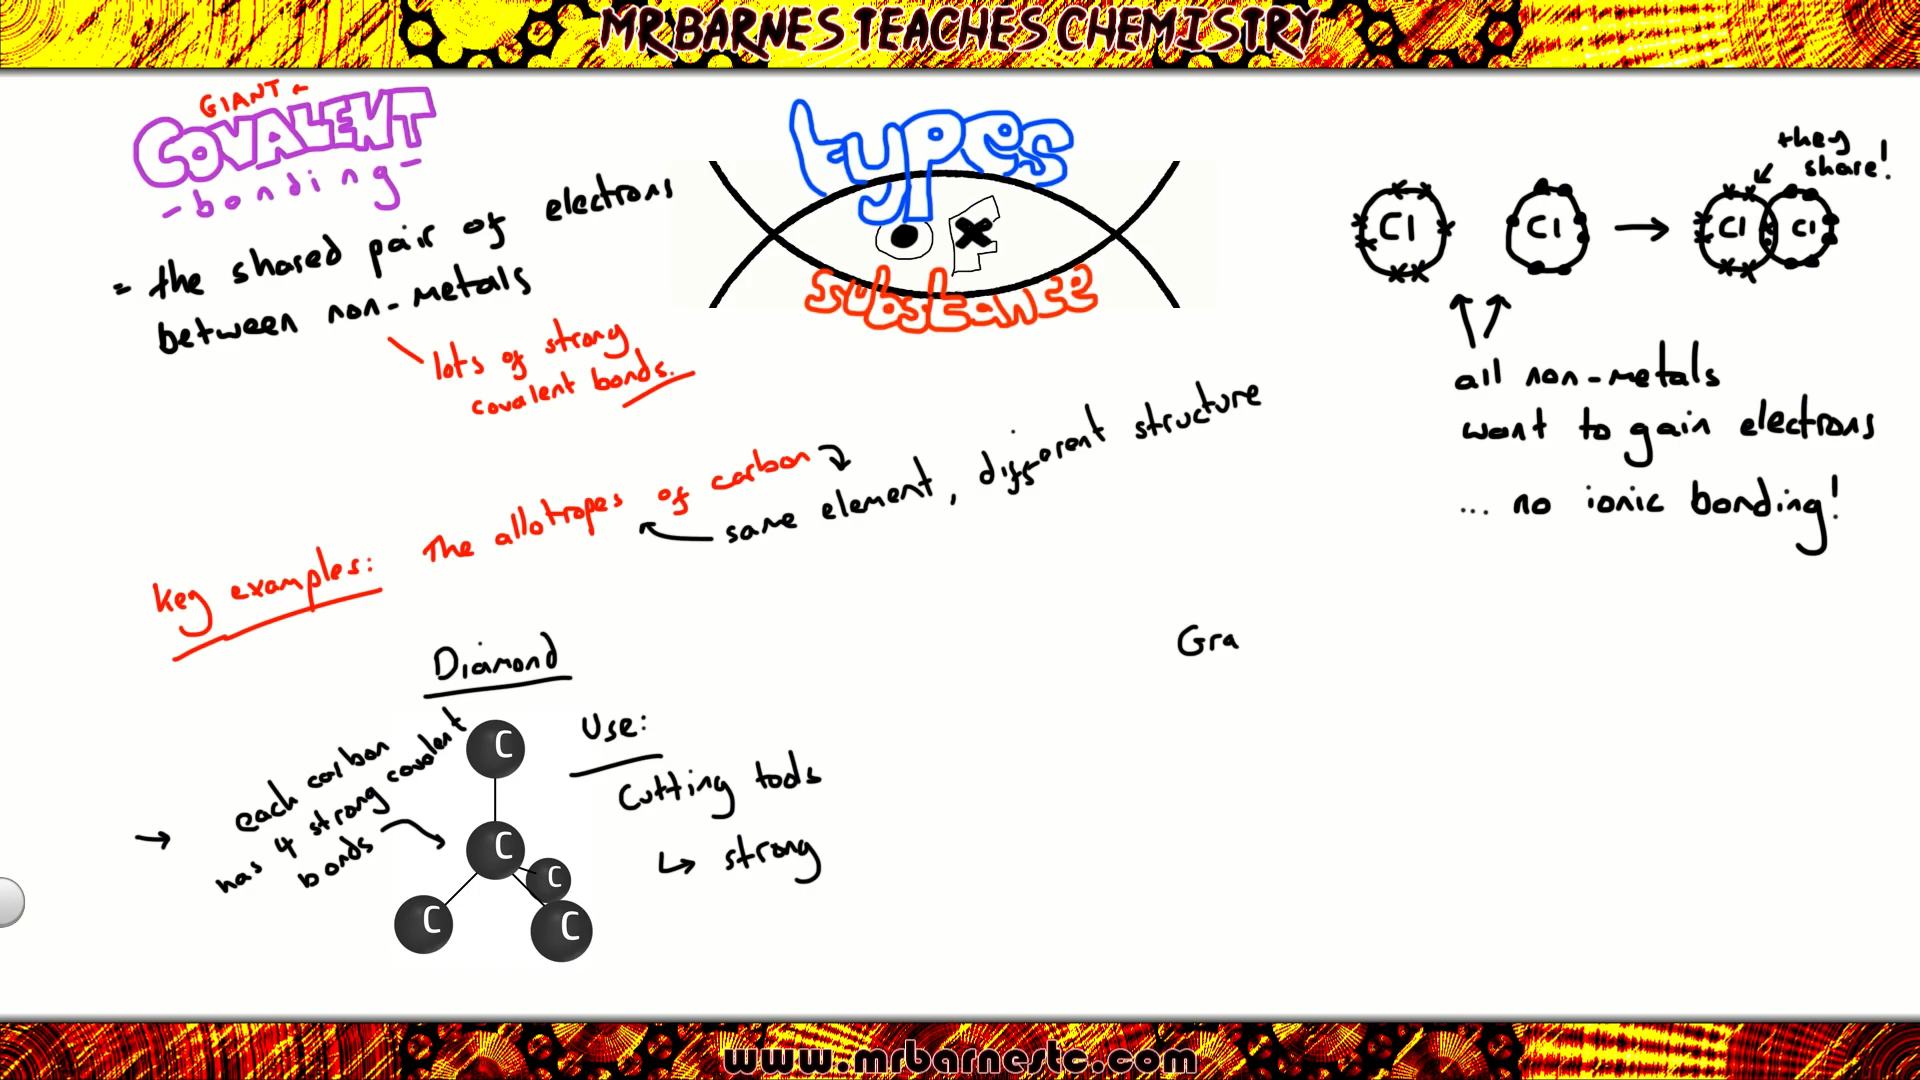 MRBARNES TEACHES CHEMISTRY
GIANT
COVALENT
- bonding -
= the shared pair of electrons
between non-metals
lots of strong
covalent bonds.
types
OF
substance
they
share!
Cl Cl → Cl Cl
all non-metals
want to gain electrons
... no ionic bonding!
Key examples: The allotropes of carbon
same element, different structure
Diamond
→ each carbon
has 4 strong covalent
bonds
C
C
C
C
C
Use:
Cutting tools
↳ strong
Gra
www.mrbarnestc.com